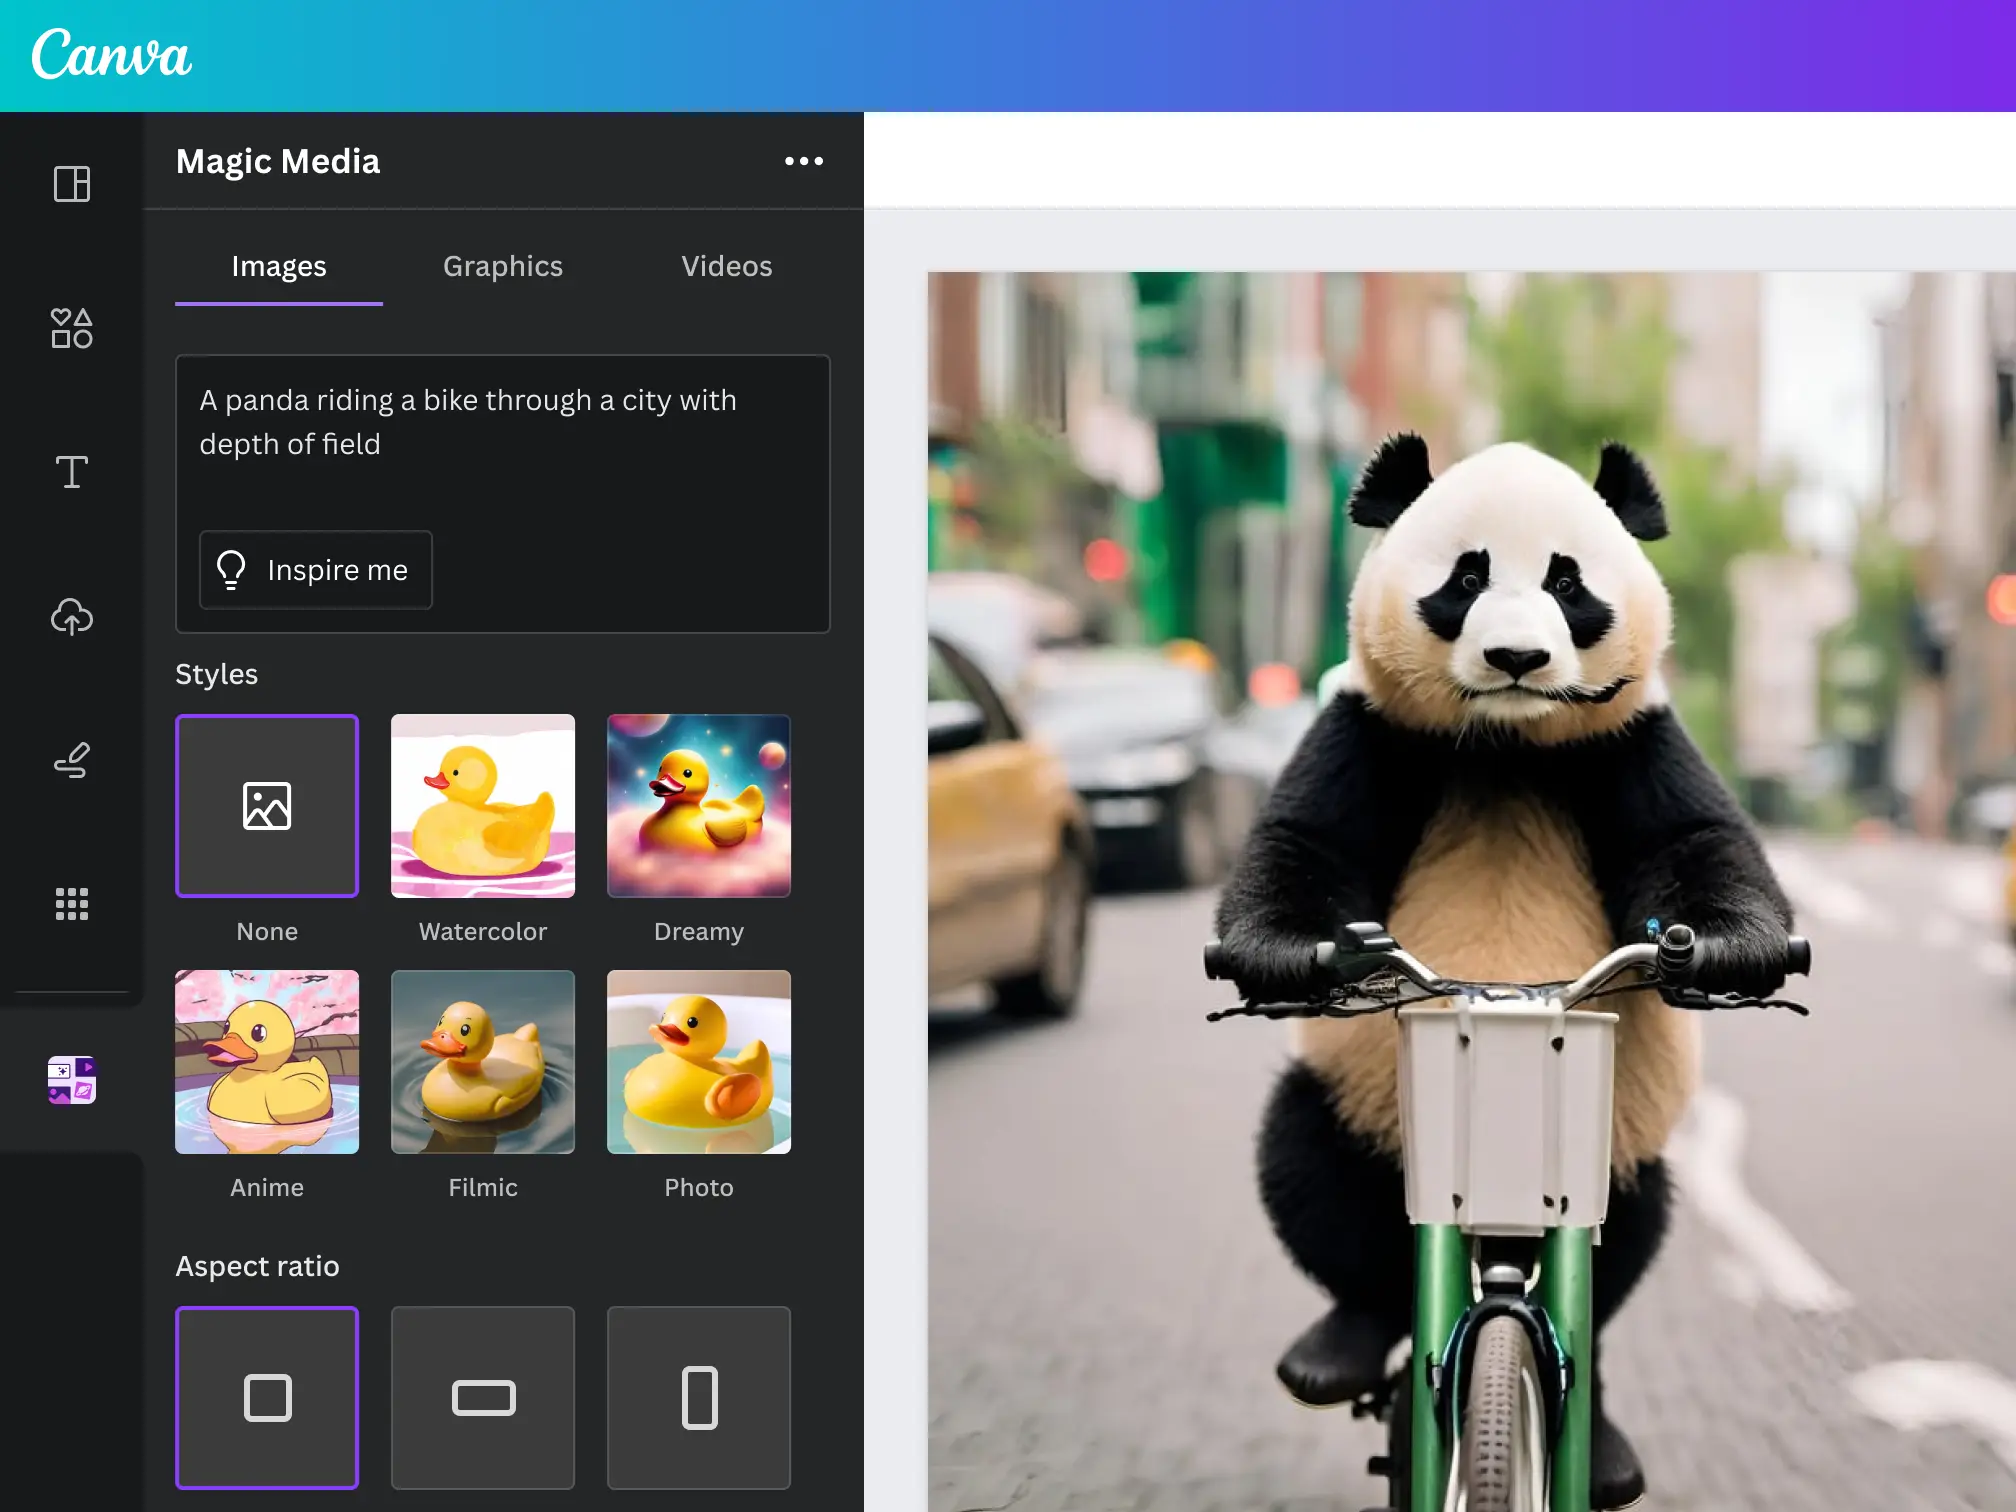 Canva
Magic Media
Images
Graphics
Videos
A panda riding a bike through a city with
depth of field
Inspire me
Styles
None
Watercolor
Dreamy
Anime
Filmic
Photo
Aspect ratio